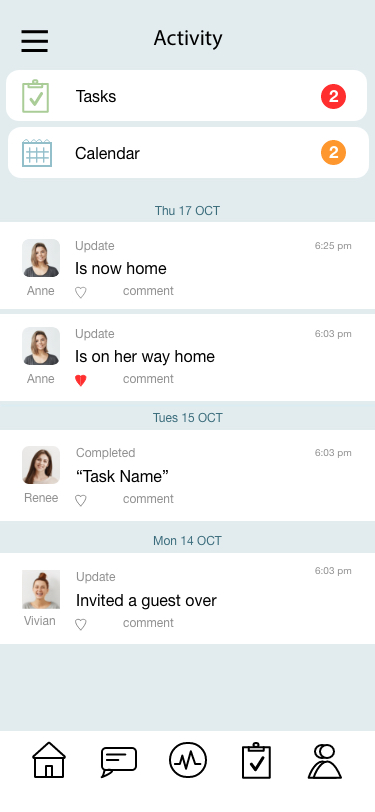 Activity
Tasks 2
Calendar 2
Thu 17 OCT
Update 6:25 pm
Is now home
Anne comment
Update 6:03 pm
Is on her way home
Anne comment
Tues 15 OCT
Completed 6:03 pm
“Task Name”
Renee comment
Mon 14 OCT
Update 6:03 pm
Invited a guest over
Vivian comment